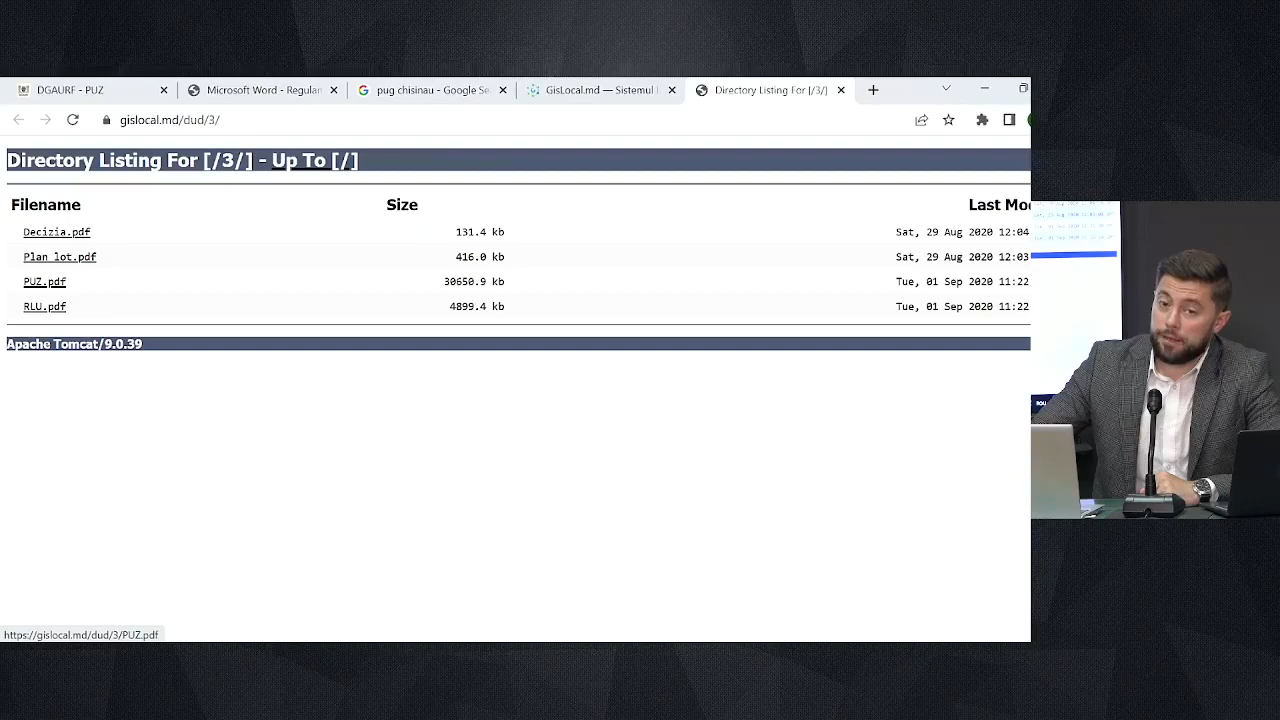 DGAURF - PUZ
Microsoft Word - Regulan
pug chisinau - Google Se
GisLocal.md — Sistemul
Directory Listing For [/3/]
gislocal.md/dud/3/
Directory Listing For [/3/] - Up To [/]
Filename Size Last Mo
Decizia.pdf 131.4 kb Sat, 29 Aug 2020 12:04
Plan lot.pdf 416.0 kb Sat, 29 Aug 2020 12:03
PUZ.pdf 30650.9 kb Tue, 01 Sep 2020 11:22
RLU.pdf 4899.4 kb Tue, 01 Sep 2020 11:22
Apache Tomcat/9.0.39
https://gislocal.md/dud/3/PUZ.pdf
ROU